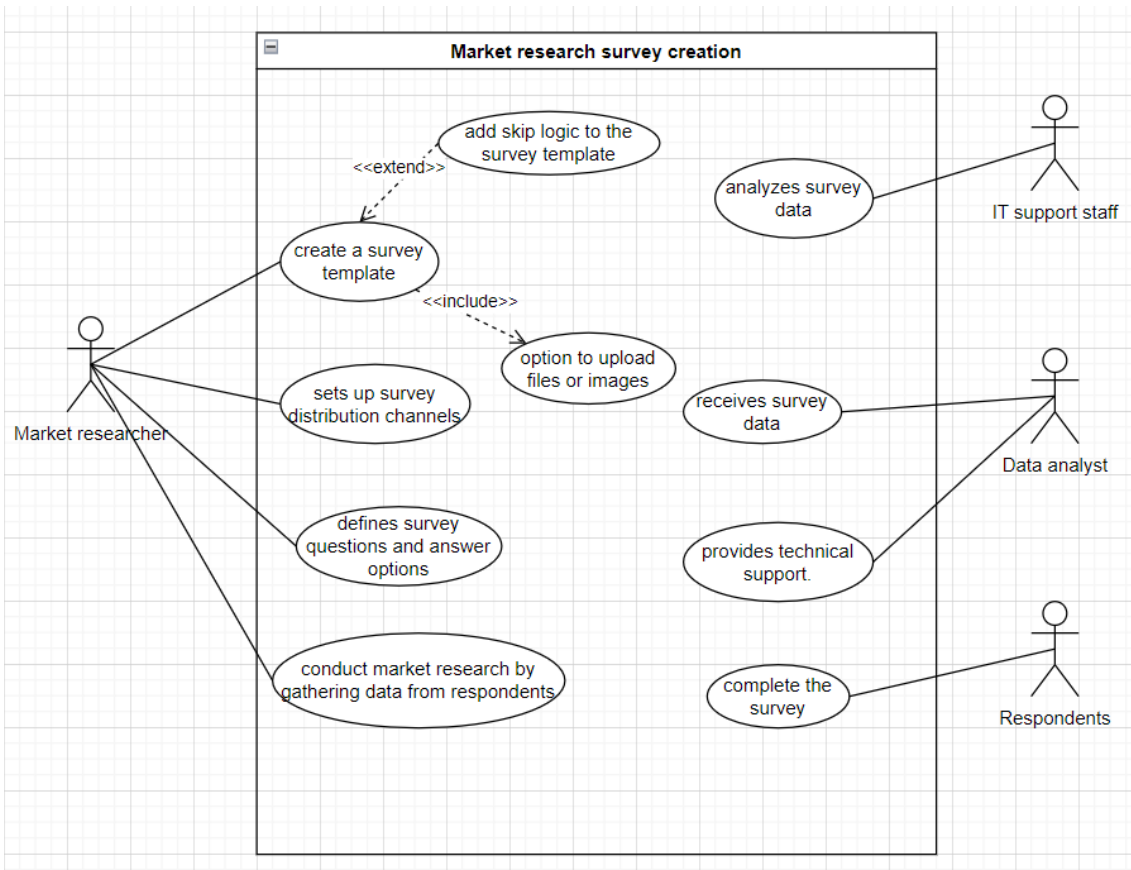 Market research survey creation
add skip logic to the
survey template
<<extend>>
analyzes survey
data
IT support staff
create a survey
template
<<include>>
option to upload
files or images
sets up survey
distribution channels
receives survey
data
Market researcher
Data analyst
defines survey
questions and answer
options
provides technical
support.
conduct market research by
gathering data from respondents
complete the
survey
Respondents